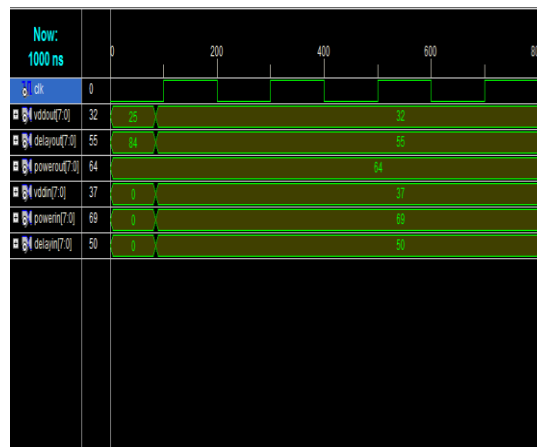 Now:
1000 ns
0 200 400 600 80
clk 0
vddout[7:0] 32 25 32
delayout[7:0] 55 84 55
powerout[7:0] 64 64
vddin[7:0] 37 0 37
powerin[7:0] 69 0 69
delayin[7:0] 50 0 50